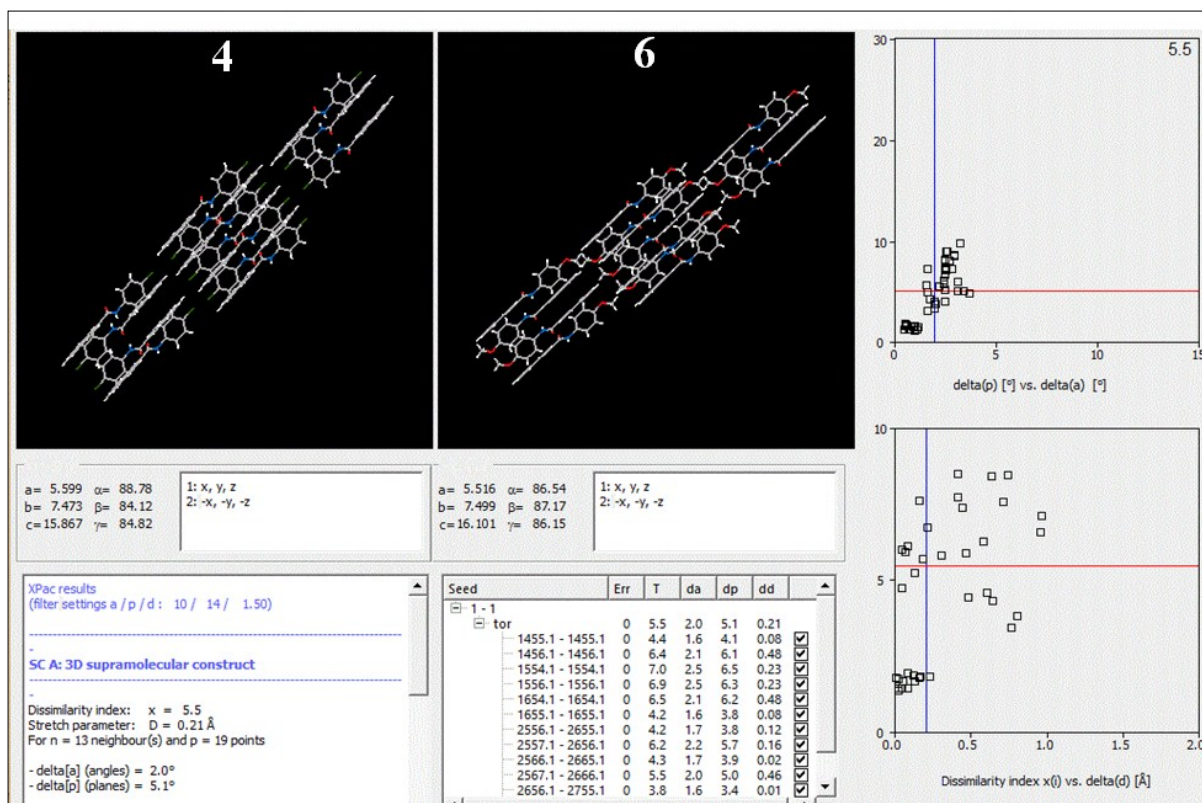 4
6
a= 5.599 α= 88.78
b= 7.473 β= 84.12
c= 15.867 γ= 84.82
1: x, y, z
2: -x, -y, -z
a= 5.516 α= 86.54
b= 7.499 β= 87.17
c= 16.101 γ= 86.15
1: x, y, z
2: -x, -y, -z
XPac results
(filter settings a / p / d : 10 / 14 / 1.50)
-
SC A: 3D supramolecular construct
-
Dissimilarity index: x = 5.5
Stretch parameter: D = 0.21 Å
For n = 13 neighbour(s) and p = 19 points
- delta[a] (angles) = 2.0°
- delta[p] (planes) = 5.1°
Seed Err T da dp dd
1 - 1
tor 0 5.5 2.0 5.1 0.21
1455.1 - 1455.1 0 4.4 1.6 4.1 0.08
1456.1 - 1456.1 0 6.4 2.1 6.1 0.48
1554.1 - 1554.1 0 7.0 2.5 6.5 0.23
1556.1 - 1556.1 0 6.9 2.5 6.3 0.23
1654.1 - 1654.1 0 6.5 2.1 6.2 0.48
1655.1 - 1655.1 0 4.2 1.6 3.8 0.08
2556.1 - 2655.1 0 4.2 1.7 3.8 0.12
2557.1 - 2656.1 0 6.2 2.2 5.7 0.16
2566.1 - 2665.1 0 4.3 1.7 3.9 0.02
2567.1 - 2666.1 0 5.5 2.0 5.0 0.46
2656.1 - 2755.1 0 3.8 1.6 3.4 0.01
5.5
30
20
10
0
0 5 10 15
delta(p) [°] vs. delta(a) [°]
10
5
0
0.0 0.5 1.0 1.5 2.0
Dissimilarity index x(i) vs. delta(d) [Å]